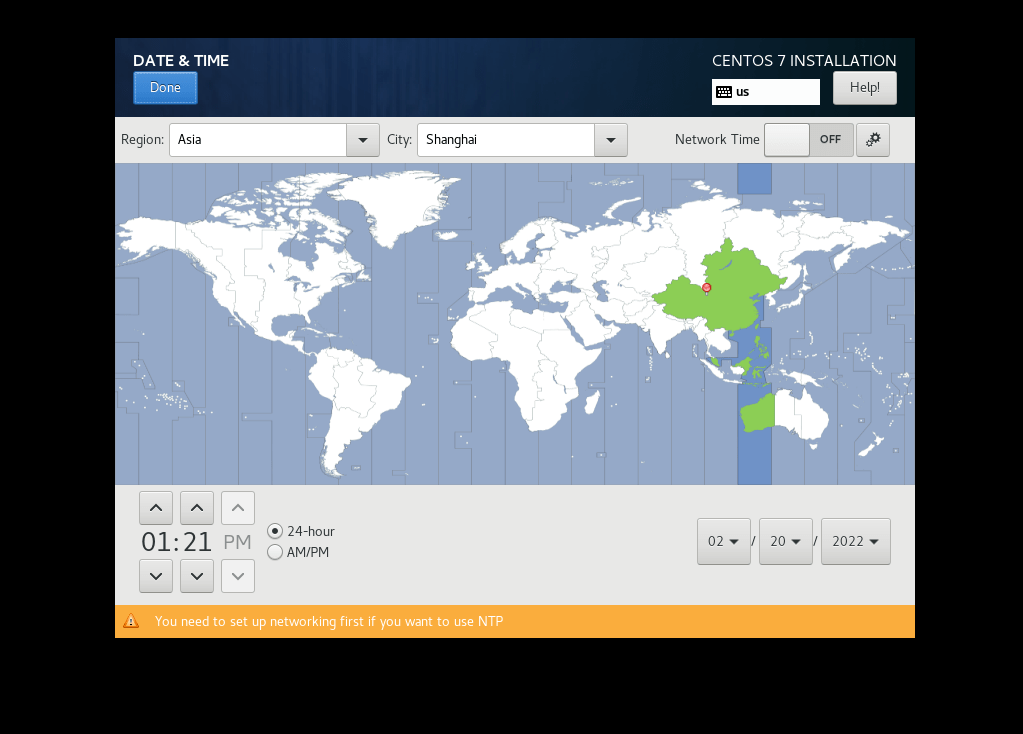 DATE & TIME
CENTOS 7 INSTALLATION
Done
us
Help!
Region:
Asia
City:
Shanghai
Network Time
OFF
01:21
PM
24-hour
AM/PM
02 / 20 / 2022
You need to set up networking first if you want to use NTP